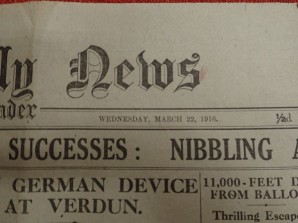 ly News
nder
WEDNESDAY, MARCH 22, 1916.
½d
SUCCESSES: NIBBLING A
GERMAN DEVICE
AT VERDUN.
11,000-FEET D
FROM BALLO
Thrilling Escape